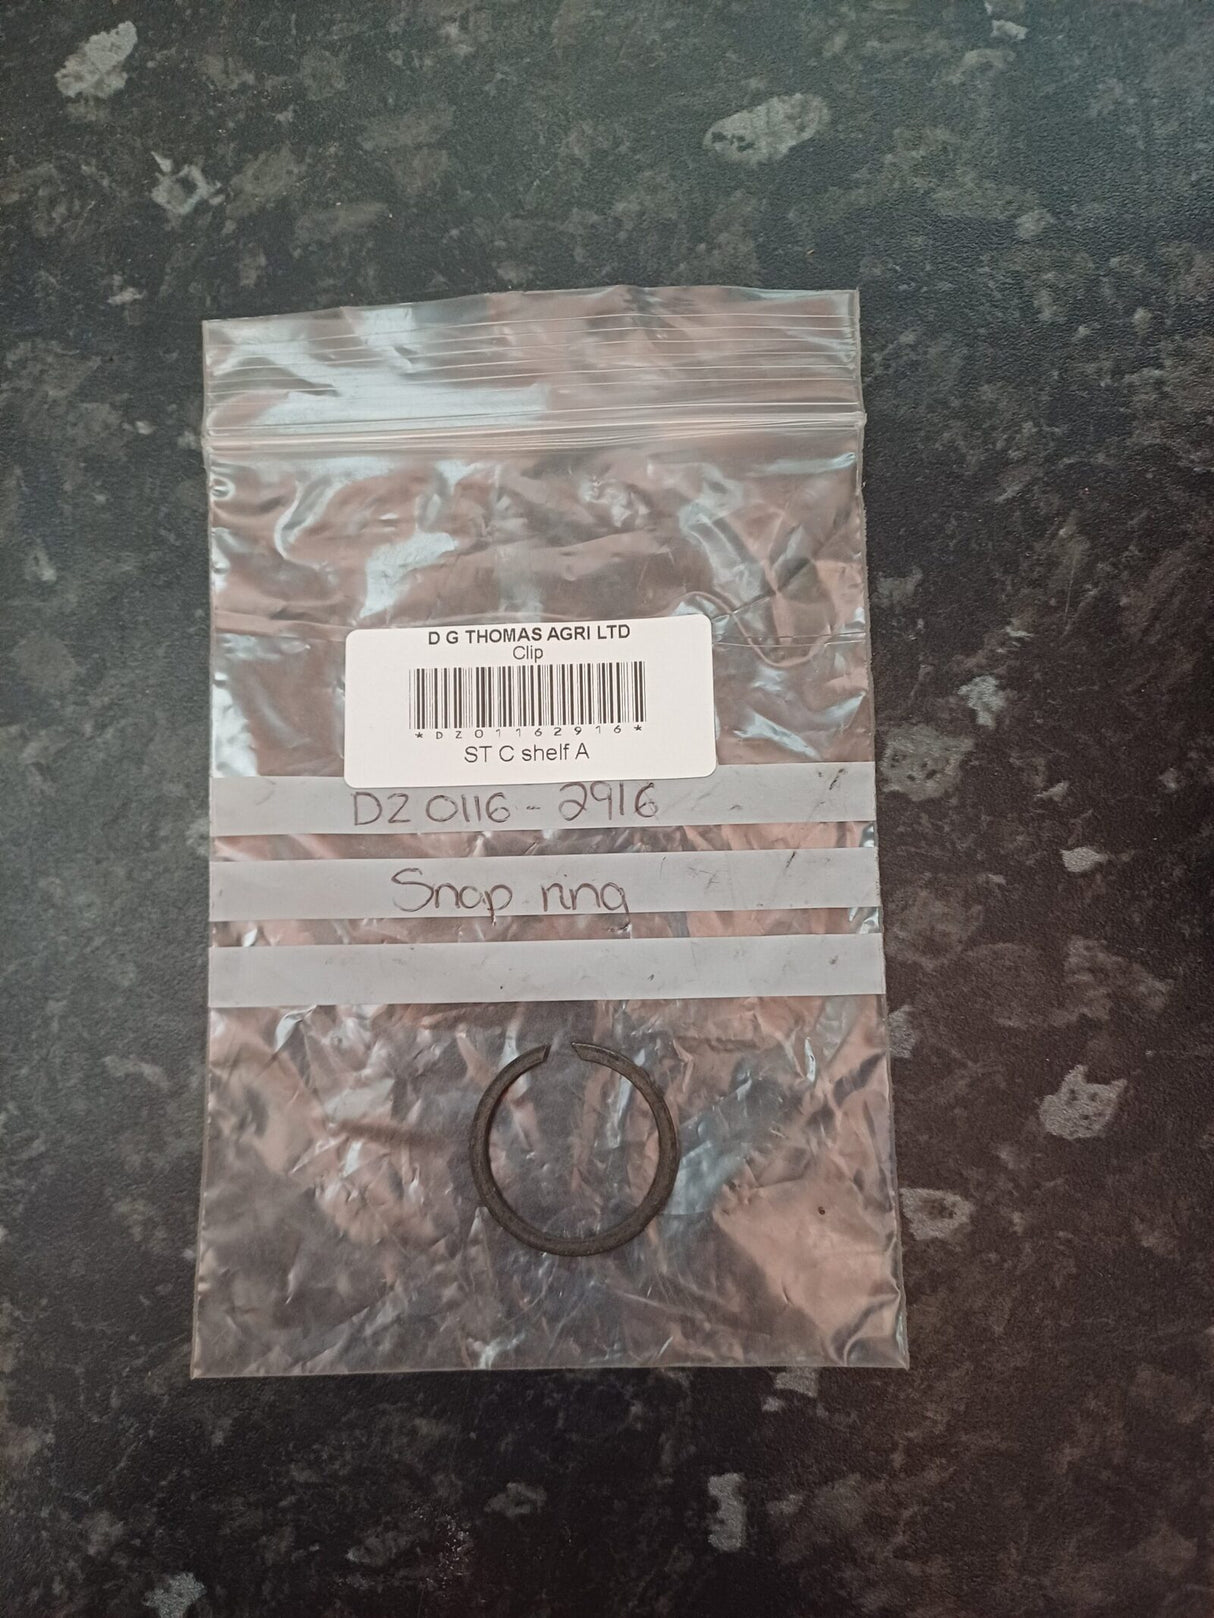 D G THOMAS AGRI LTD
Clip
*DZ01162916*
ST C shelf A
DZ 0116-2916
Snap ring